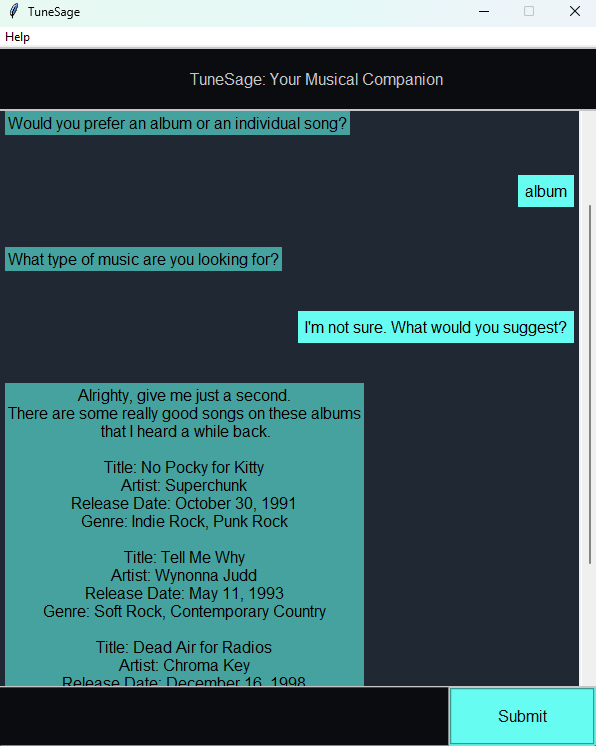 TuneSage
Help
TuneSage: Your Musical Companion
Would you prefer an album or an individual song?
album
What type of music are you looking for?
I'm not sure. What would you suggest?
Alrighty, give me just a second.
There are some really good songs on these albums
that I heard a while back.
Title: No Pocky for Kitty
Artist: Superchunk
Release Date: October 30, 1991
Genre: Indie Rock, Punk Rock
Title: Tell Me Why
Artist: Wynonna Judd
Release Date: May 11, 1993
Genre: Soft Rock, Contemporary Country
Title: Dead Air for Radios
Artist: Chroma Key
Release Date: December 16, 1998
Submit